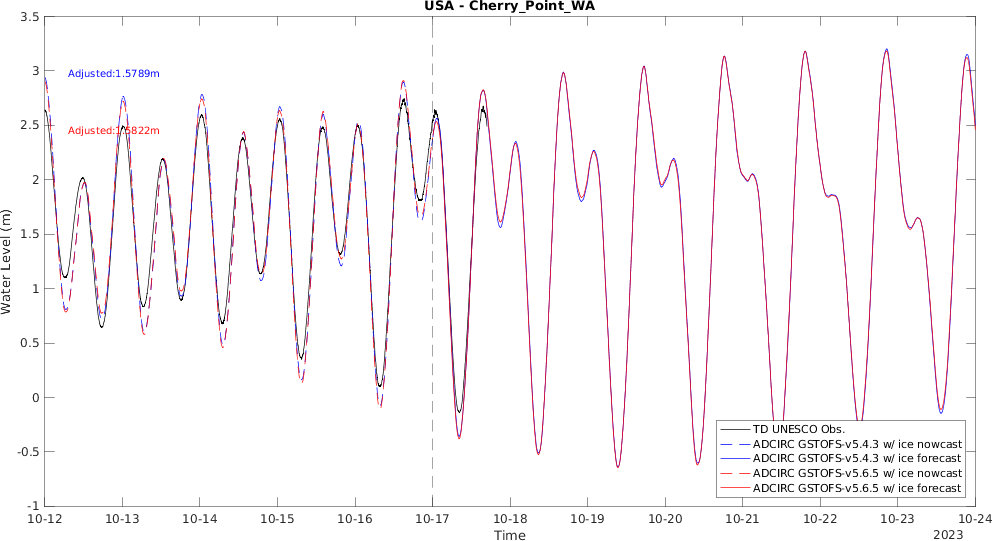 USA - Cherry_Point_WA
3.5
3
2.5
2
1.5
1
0.5
0
-0.5
-1
Water Level (m)
Adjusted:1.5789m
Adjusted:1.5822m
TD UNESCO Obs.
ADCIRC GSTOFS-v5.4.3 w/ ice nowcast
ADCIRC GSTOFS-v5.4.3 w/ ice forecast
ADCIRC GSTOFS-v5.6.5 w/ ice nowcast
ADCIRC GSTOFS-v5.6.5 w/ ice forecast
10-12 10-13 10-14 10-15 10-16 10-17 10-18 10-19 10-20 10-21 10-22 10-23 10-24
Time
2023